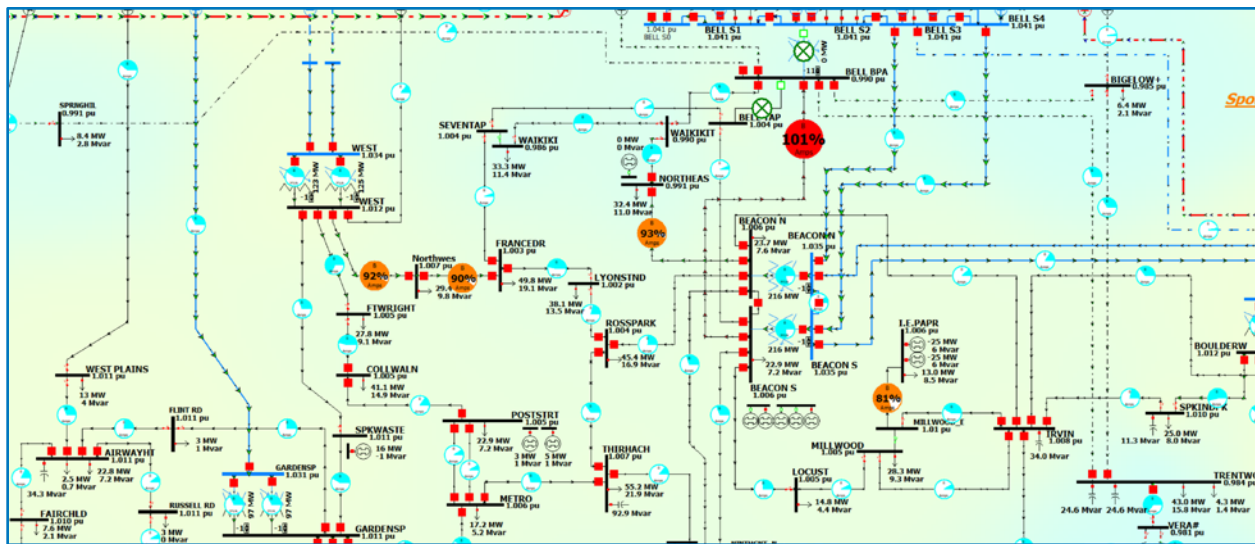 BELL S1
1.041 pu
BELL S2
1.041 pu
BELL S3
1.041 pu
BELL S4
1.041 pu
1.041 pu
BELL S0
0 MW
BELL BPA
0.990 pu
BIGELOW+
0.985 pu
6.4 MW
2.1 Mvar
Spo
SPRNGHIL
0.991 pu
8.4 MW
2.8 Mvar
SEVENTAP
1.004 pu
WAIKIKI
0.986 pu
33.3 MW
11.4 Mvar
0 MW
0 Mvar
WAIKIKIT
0.990 pu
1.004 pu
101%
Amps
NORTHEAS
0.991 pu
32.4 MW
11.0 Mvar
WEST
1.034 pu
123 MW
125 MW
WEST
1.012 pu
93%
Amps
BEACON N
1.006 pu
23.7 MW
7.6 Mvar
BEACON N
1.035 pu
216 MW
FRANCEDR
1.003 pu
49.8 MW
19.1 Mvar
Northwes
1.007 pu
92%
Amps
90%
Amps
9.8 Mvar
LYONSTND
1.002 pu
38.1 MW
13.5 Mvar
FTWRIGHT
1.005 pu
27.8 MW
9.1 Mvar
ROSSPARK
1.004 pu
45.4 MW
16.9 Mvar
216 MW
22.9 MW
7.2 Mvar
BEACON S
1.035 pu
BEACON S
1.006 pu
I.E.PAPR
1.006 pu
-25 MW
6 Mvar
-25 MW
6 Mvar
13.0 MW
8.5 Mvar
BOULDERW
1.012 pu
WEST PLAINS
1.011 pu
13 MW
4 Mvar
COLLWALN
1.005 pu
41.1 MW
14.9 Mvar
81%
Amps
1.010 pu
25.0 MW
8.0 Mvar
11.3 Mvar
FLINT RD
1.011 pu
3 MW
1 Mvar
POSTSTRT
1.005 pu
22.9 MW
7.2 Mvar
3 MW
1 Mvar
5 MW
1 Mvar
SPKWASTE
1.011 pu
16 MW
-1 Mvar
1.01 pu
MILLWOOD
1.005 pu
28.3 MW
9.3 Mvar
IRVIN
1.008 pu
34.0 Mvar
AIRWAYHT
1.011 pu
2.5 MW
0.7 Mvar
22.8 MW
7.2 Mvar
34.3 Mvar
GARDENSP
1.031 pu
97 MW
97 MW
THIRHACH
1.007 pu
55.2 MW
21.9 Mvar
92.9 Mvar
LOCUST
1.005 pu
14.8 MW
4.4 Mvar
TRENTWO
0.984 pu
24.6 Mvar
24.6 Mvar
43.0 MW
15.8 Mvar
4.3 MW
1.4 Mvar
METRO
1.006 pu
17.2 MW
5.2 Mvar
RUSSELL RD
1.011 pu
3 MW
0 Mvar
FAIRCHLD
1.010 pu
7.6 MW
2.1 Mvar
GARDENSP
1.011 pu
VERA#
0.981 pu